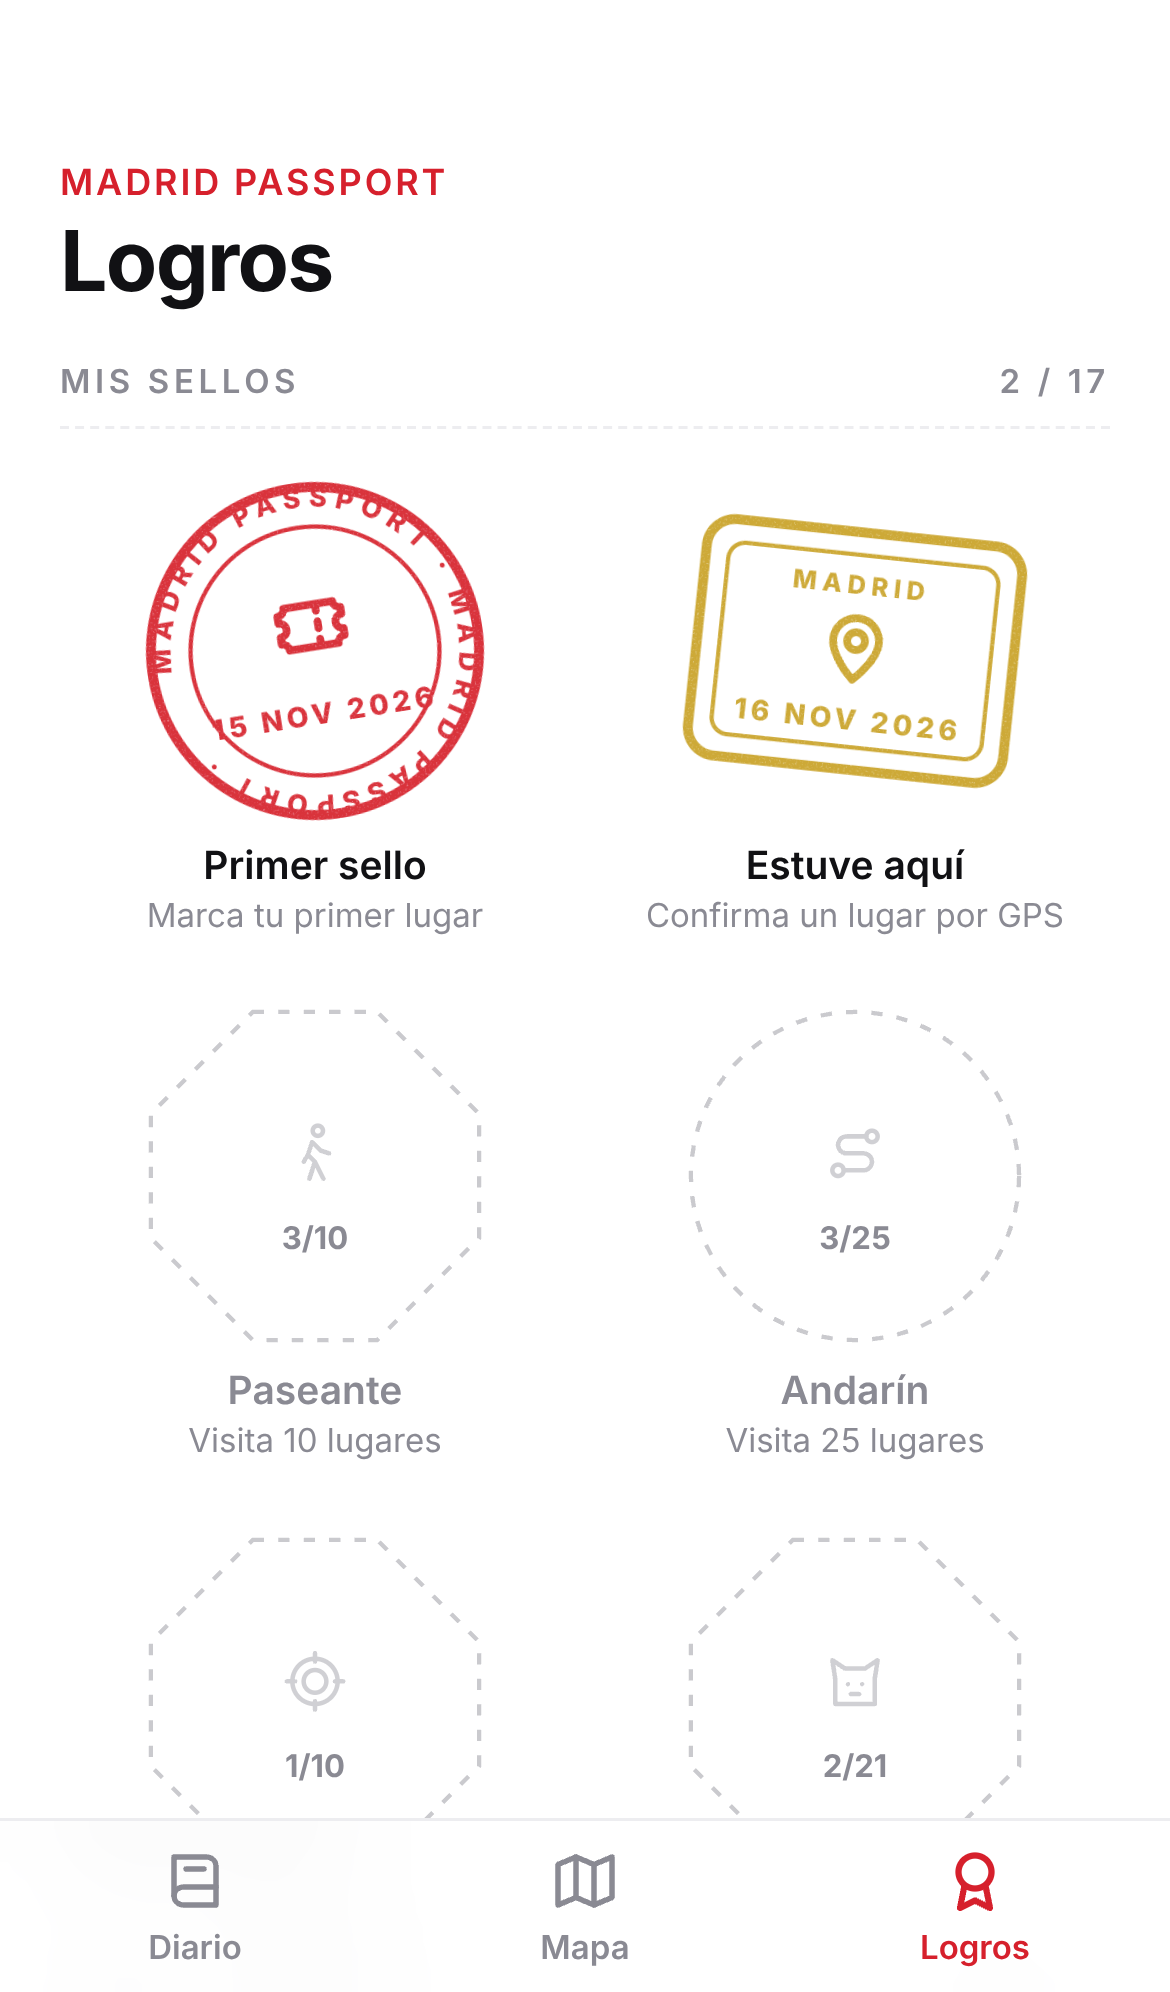 MADRID PASSPORT
Logros
MIS SELLOS
2 / 17
MADRID PASSPORT · MADRID PASSPORT ·
15 NOV 2026
MADRID
16 NOV 2026
Primer sello
Marca tu primer lugar
Estuve aquí
Confirma un lugar por GPS
3/10
3/25
Paseante
Visita 10 lugares
Andarín
Visita 25 lugares
1/10
2/21
Diario
Mapa
Logros